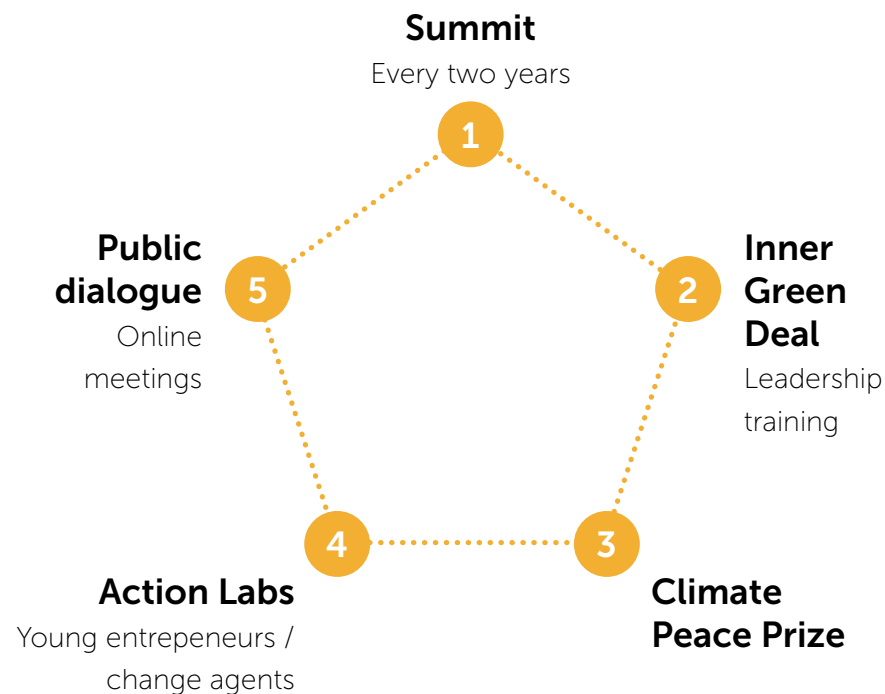 Summit
Every two years
1
Inner
Green
Deal
Leadership
training
2
Climate
Peace Prize
3
Action Labs
Young entrepeneurs /
change agents
4
Public
dialogue
Online
meetings
5